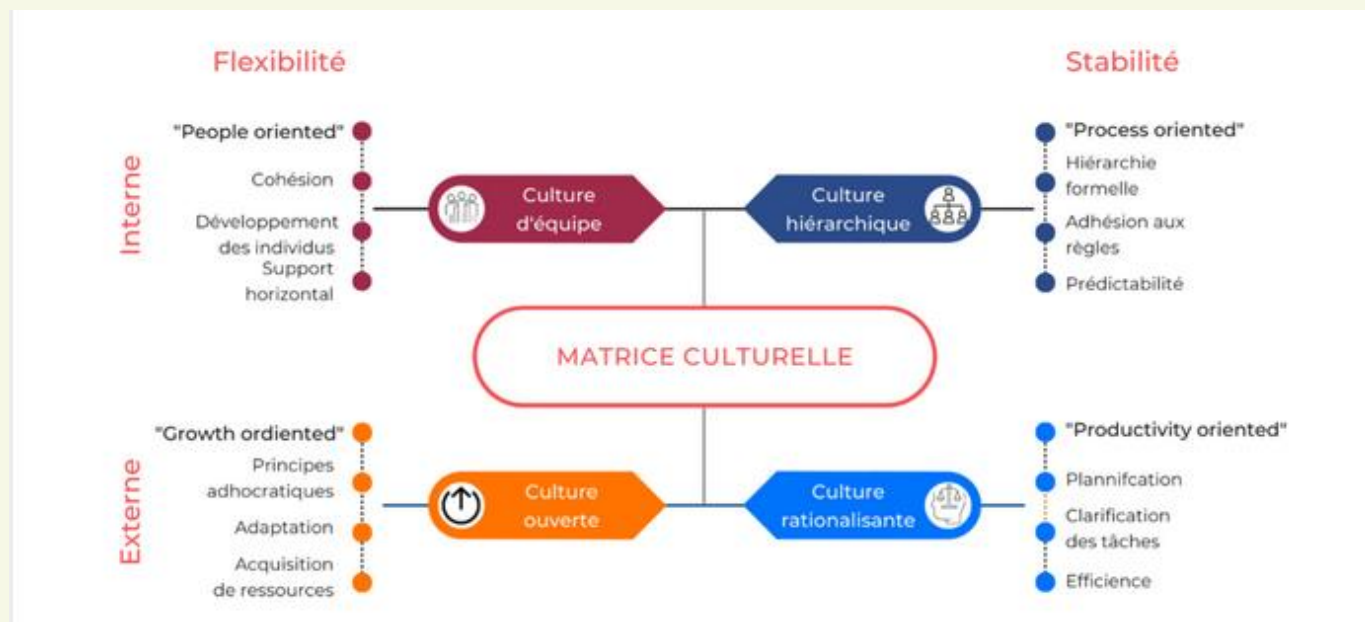 Flexibilité
Stabilité
Interne
"People oriented"
Cohésion
Développement
des individus
Support
horizontal
Culture
d'équipe
Culture
hiérarchique
"Process oriented"
Hiérarchie
formelle
Adhésion aux
règles
Prédictabilité
MATRICE CULTURELLE
Externe
"Growth ordiented"
Principes
adhocratiques
Adaptation
Acquisition
de ressources
Culture
ouverte
Culture
rationalisante
"Productivity oriented"
Plannifcation
Clarification
des tâches
Efficience